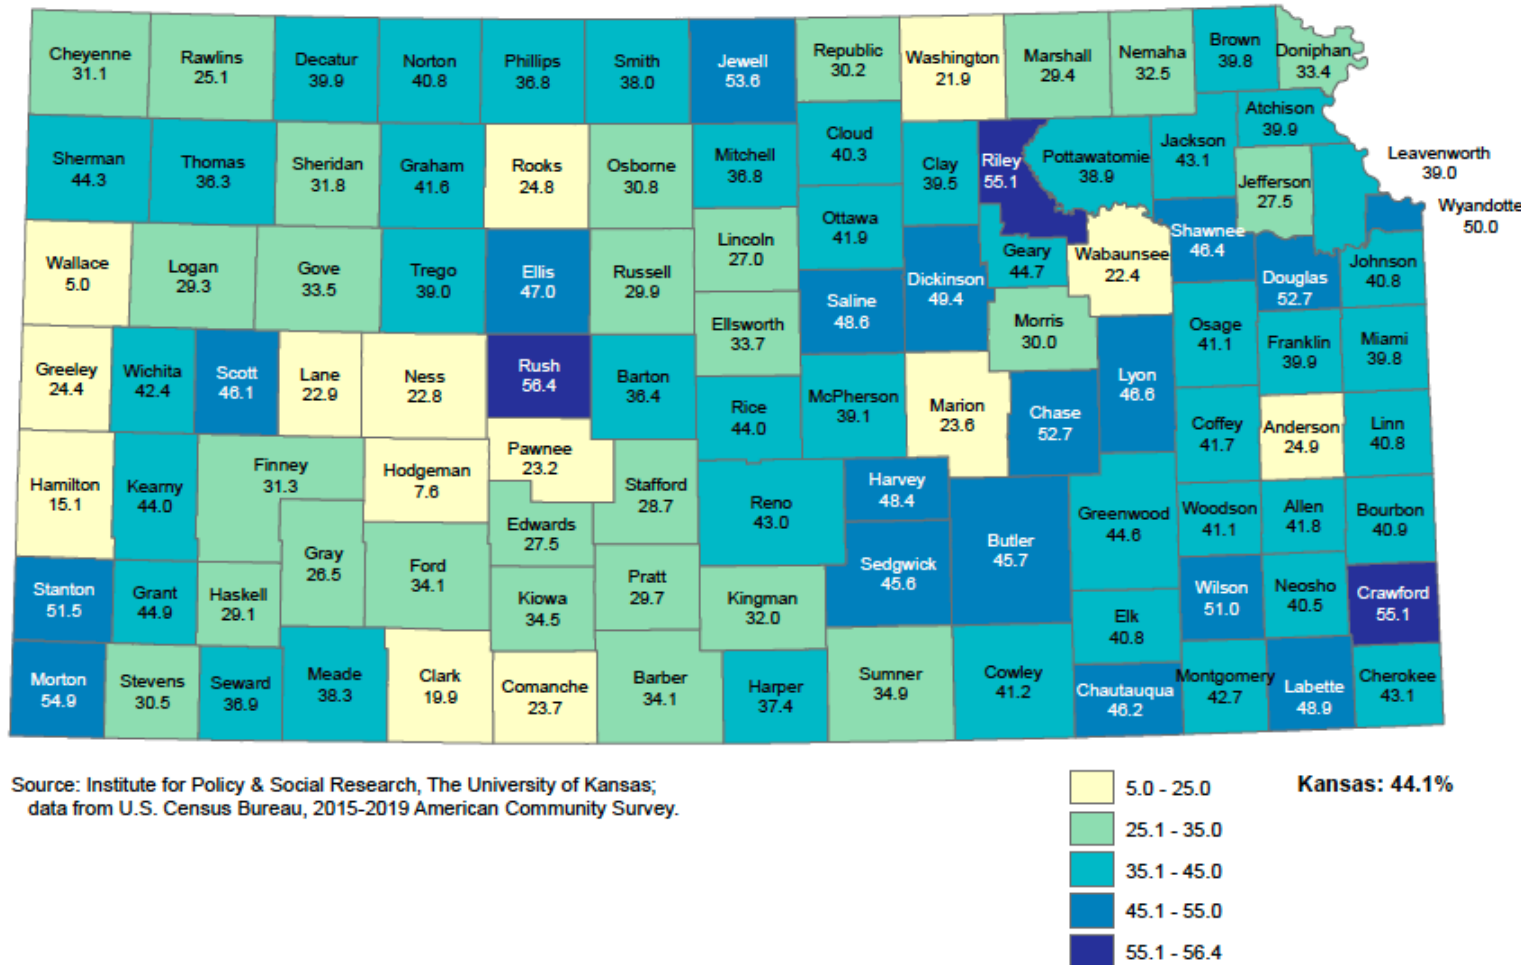 Cheyenne
31.1
Rawlins
25.1
Decatur
39.9
Norton
40.8
Phillips
36.8
Smith
38.0
Jewell
53.6
Republic
30.2
Washington
21.9
Marshall
29.4
Nemaha
32.5
Brown
39.8
Doniphan
33.4
Atchison
39.9
Sherman
44.3
Thomas
36.3
Sheridan
31.8
Graham
41.6
Rooks
24.8
Osborne
30.8
Mitchell
36.8
Cloud
40.3
Clay
39.5
Riley
55.1
Pottawatomie
38.9
Jackson
43.1
Jefferson
27.5
Leavenworth
39.0
Wyandotte
50.0
Wallace
5.0
Logan
29.3
Gove
33.5
Trego
39.0
Ellis
47.0
Russell
29.9
Lincoln
27.0
Ottawa
41.9
Saline
48.6
Dickinson
49.4
Geary
44.7
Wabaunsee
22.4
Shawnee
46.4
Douglas
52.7
Johnson
40.8
Ellsworth
33.7
Morris
30.0
Osage
41.1
Franklin
39.9
Miami
39.8
Greeley
24.4
Wichita
42.4
Scott
46.1
Lane
22.9
Ness
22.8
Rush
56.4
Barton
36.4
Rice
44.0
McPherson
39.1
Marion
23.6
Chase
52.7
Lyon
46.6
Coffey
41.7
Anderson
24.9
Linn
40.8
Hamilton
15.1
Kearny
44.0
Finney
31.3
Hodgeman
7.6
Pawnee
23.2
Stafford
28.7
Reno
43.0
Harvey
48.4
Butler
45.7
Greenwood
44.6
Woodson
41.1
Allen
41.8
Bourbon
40.9
Gray
26.5
Ford
34.1
Edwards
27.5
Pratt
29.7
Kiowa
34.5
Kingman
32.0
Sedgwick
45.6
Stanton
51.5
Grant
44.9
Haskell
29.1
Elk
40.8
Wilson
51.0
Neosho
40.5
Crawford
55.1
Morton
54.9
Stevens
30.5
Seward
36.9
Meade
38.3
Clark
19.9
Comanche
23.7
Barber
34.1
Harper
37.4
Sumner
34.9
Cowley
41.2
Chautauqua
46.2
Montgomery
42.7
Labette
48.9
Cherokee
43.1
Source: Institute for Policy & Social Research, The University of Kansas;
data from U.S. Census Bureau, 2015-2019 American Community Survey.
5.0 - 25.0
25.1 - 35.0
35.1 - 45.0
45.1 - 55.0
55.1 - 56.4
Kansas: 44.1%